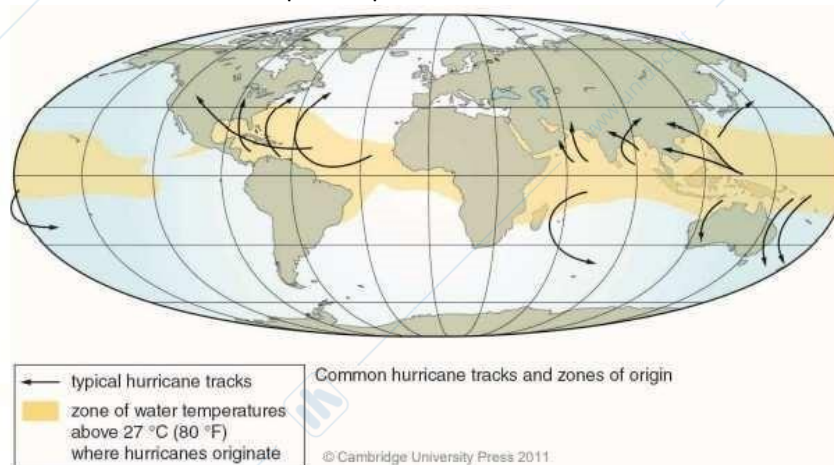 typical hurricane tracks
zone of water temperatures
above 27 °C (80 °F)
where hurricanes originate
Common hurricane tracks and zones of origin
© Cambridge University Press 2011